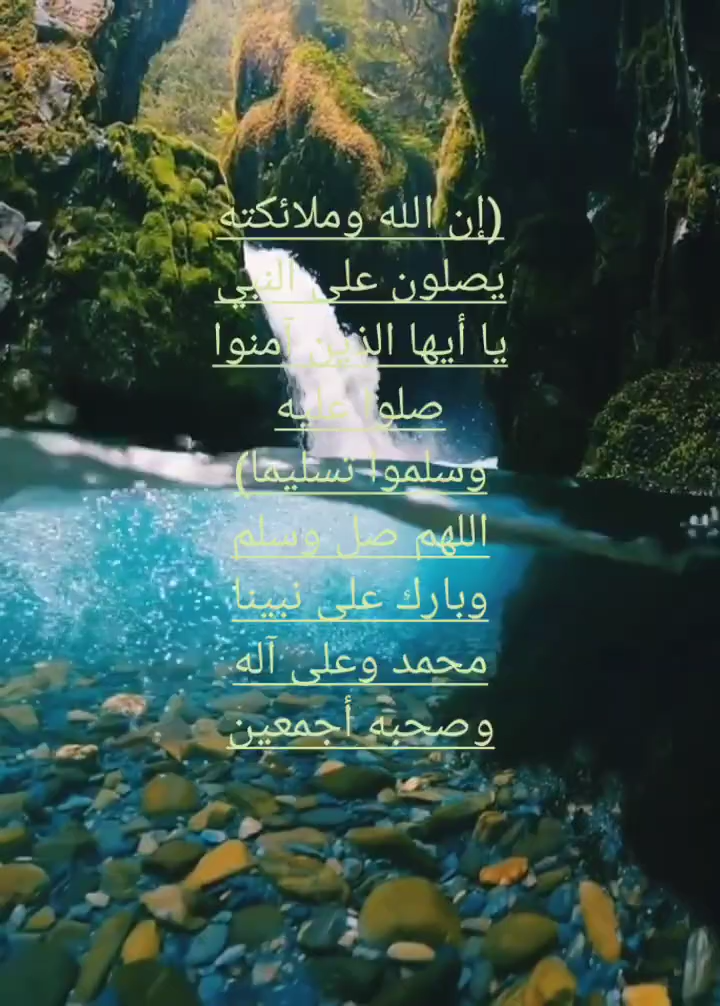 (إن الله وملائكته
يصلون على النبي
يا أيها الذين آمنوا
صلوا عليه
وسلموا تسليما)
اللهم صل وسلم
وبارك على نبينا
محمد وعلى آله
وصحبه أجمعين